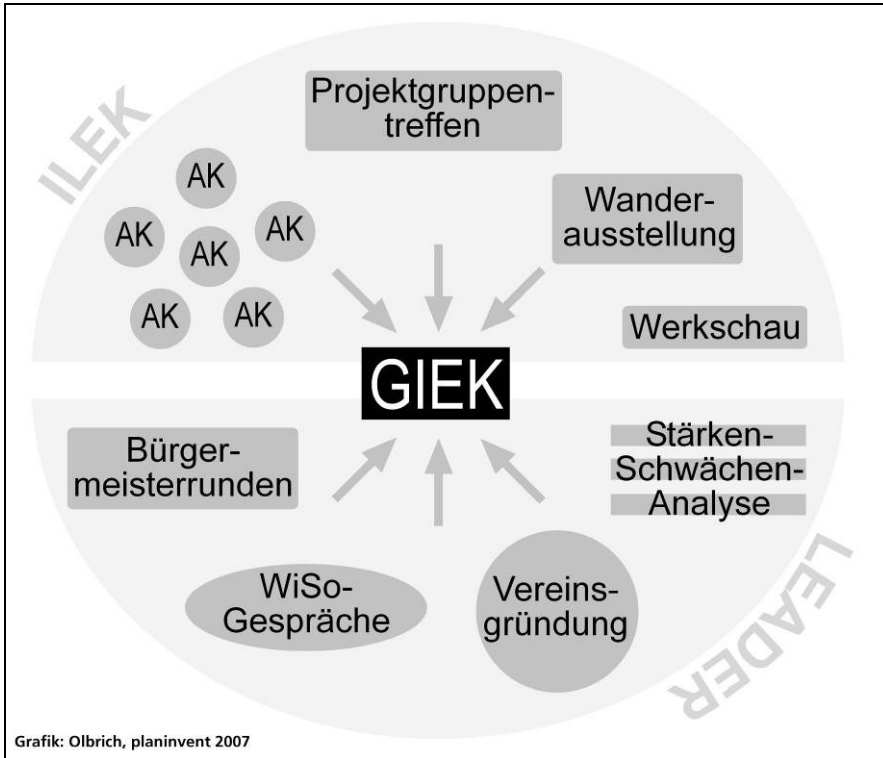 ILEK
Projektgruppen-
treffen
AK
AK
AK
AK
AK
AK
Wander-
ausstellung
Werkschau
GIEK
Bürger-
meisterrunden
Stärken-
Schwächen-
Analyse
WiSo-
Gespräche
Vereins-
gründung
LEADER
Grafik: Olbrich, planinvent 2007